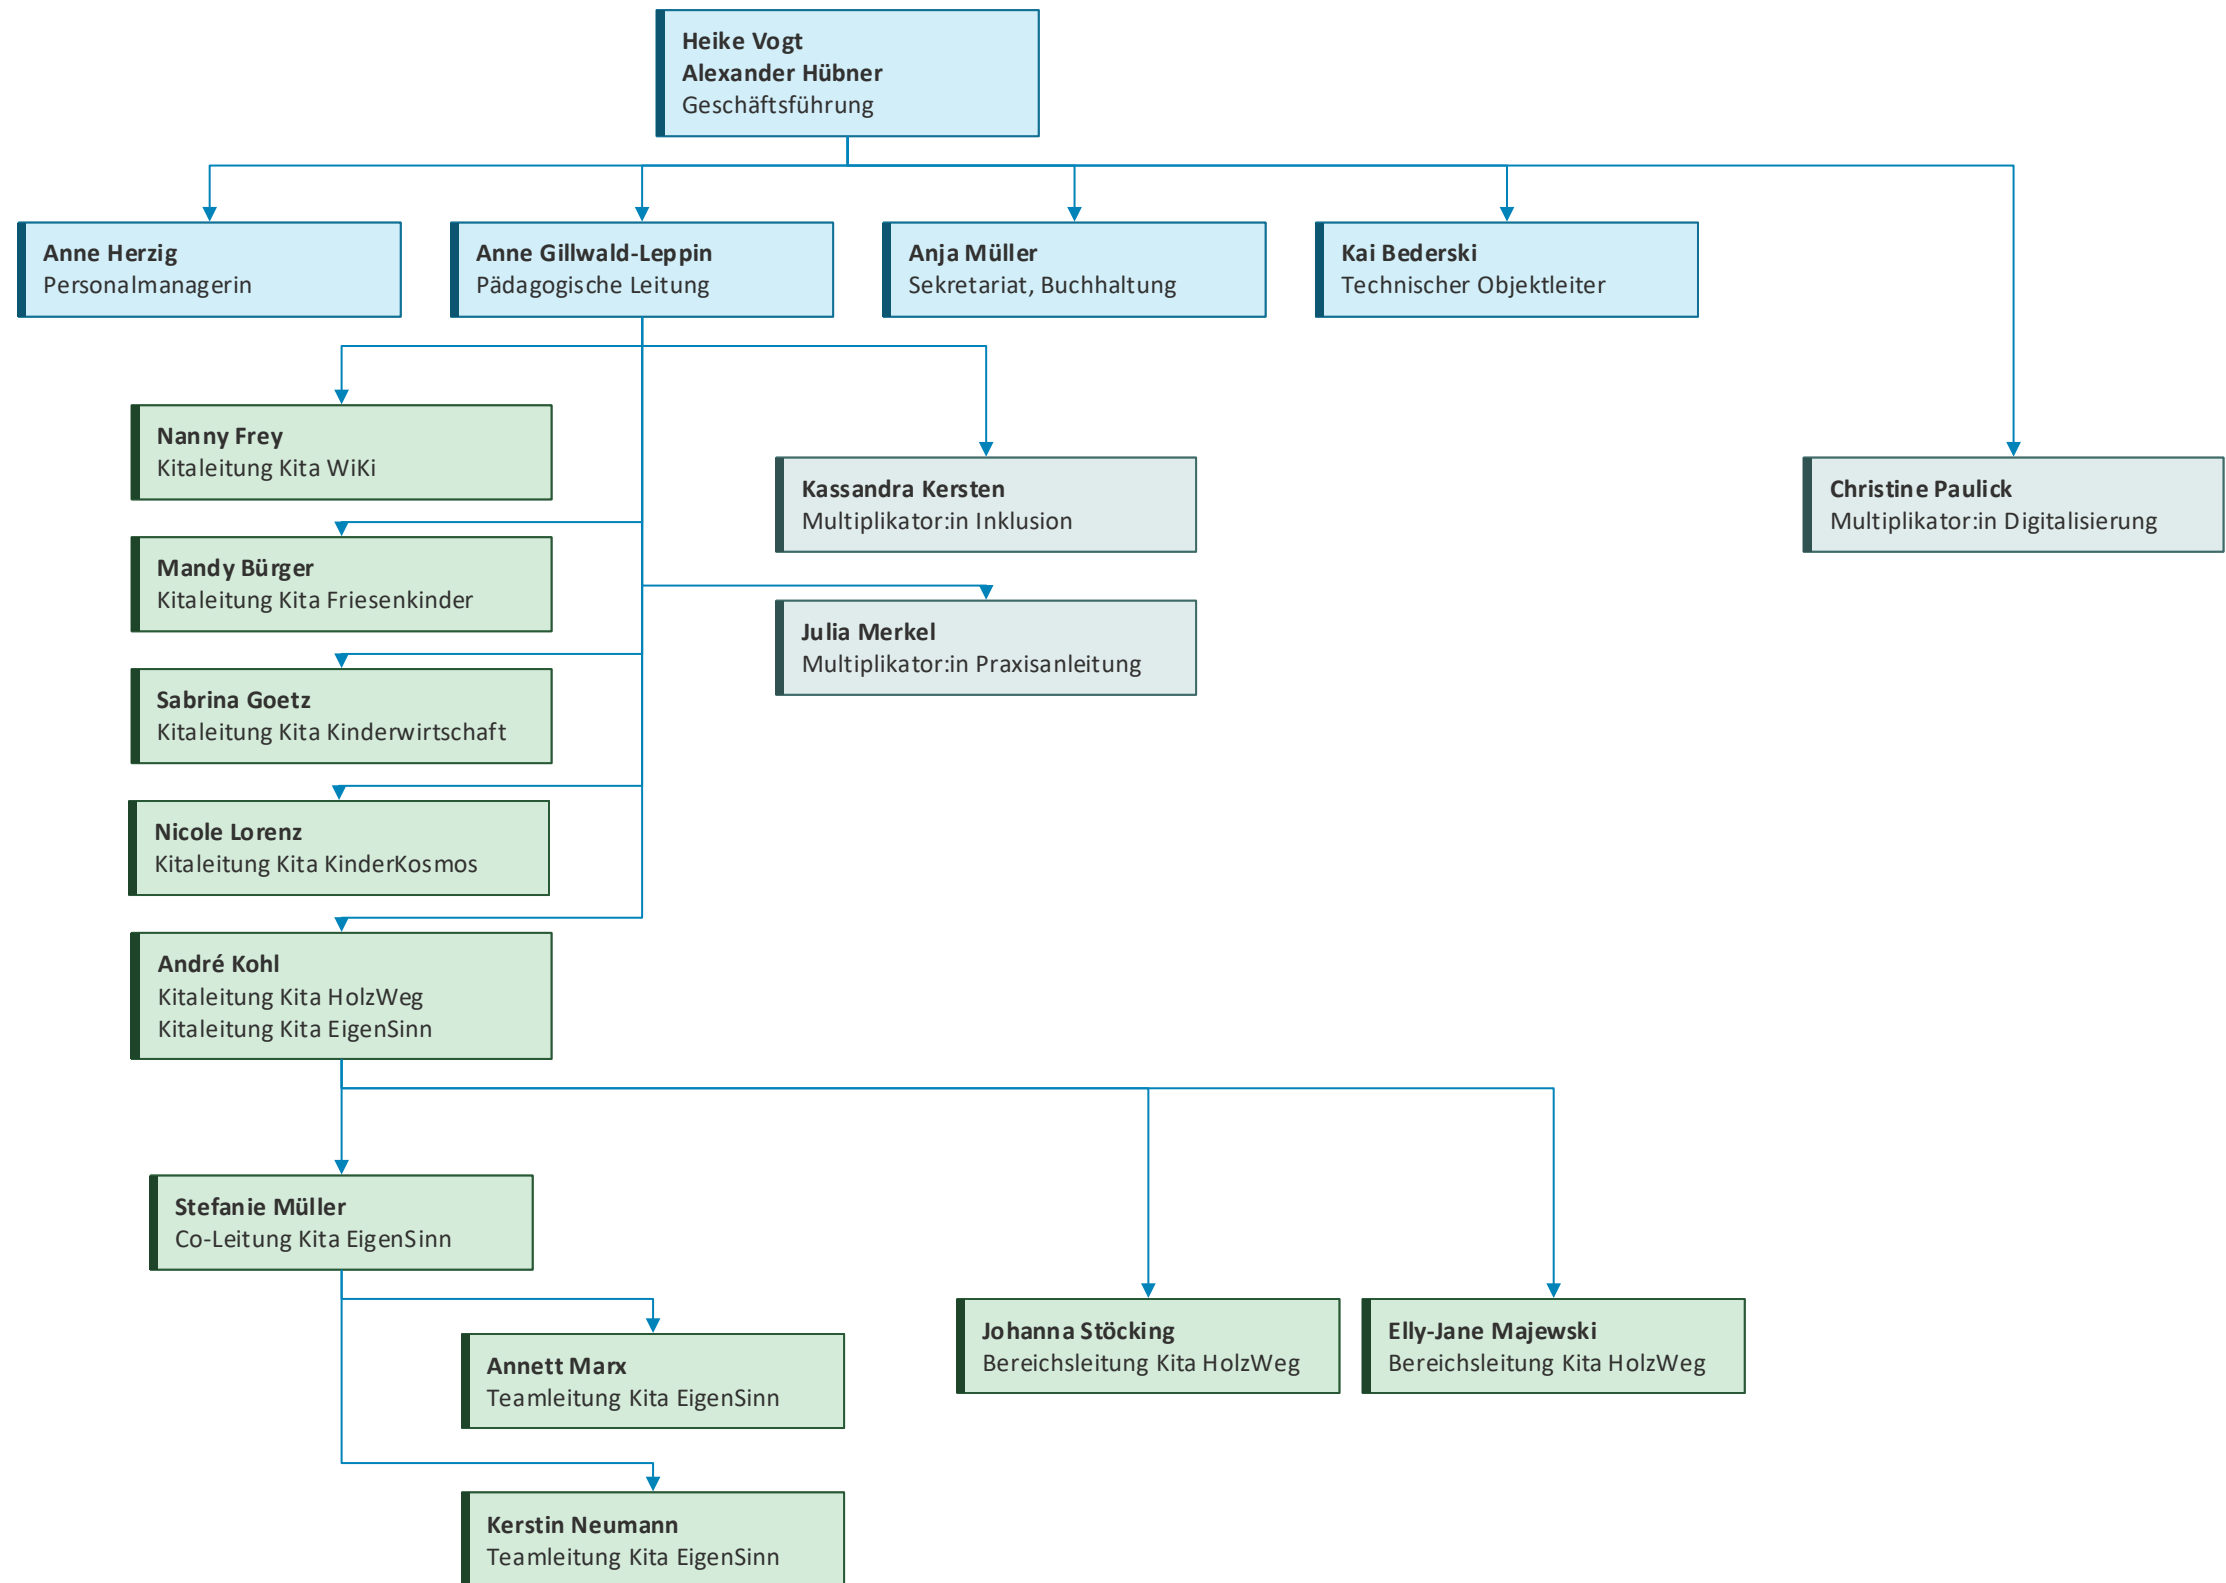 Heike Vogt
Alexander Hübner
Geschäftsführung
Anne Herzig
Personalmanagerin
Anne Gillwald-Leppin
Pädagogische Leitung
Anja Müller
Sekretariat, Buchhaltung
Kai Bederski
Technischer Objektleiter
Nanny Frey
Kitaleitung Kita WiKi
Kassandra Kersten
Multiplikator:in Inklusion
Christine Paulick
Multiplikator:in Digitalisierung
Mandy Bürger
Kitaleitung Kita Friesenkinder
Julia Merkel
Multiplikator:in Praxisanleitung
Sabrina Goetz
Kitaleitung Kita Kinderwirtschaft
Nicole Lorenz
Kitaleitung Kita KinderKosmos
André Kohl
Kitaleitung Kita HolzWeg
Kitaleitung Kita EigenSinn
Stefanie Müller
Co-Leitung Kita EigenSinn
Johanna Stöcking
Bereichsleitung Kita HolzWeg
Elly-Jane Majewski
Bereichsleitung Kita HolzWeg
Annett Marx
Teamleitung Kita EigenSinn
Kerstin Neumann
Teamleitung Kita EigenSinn